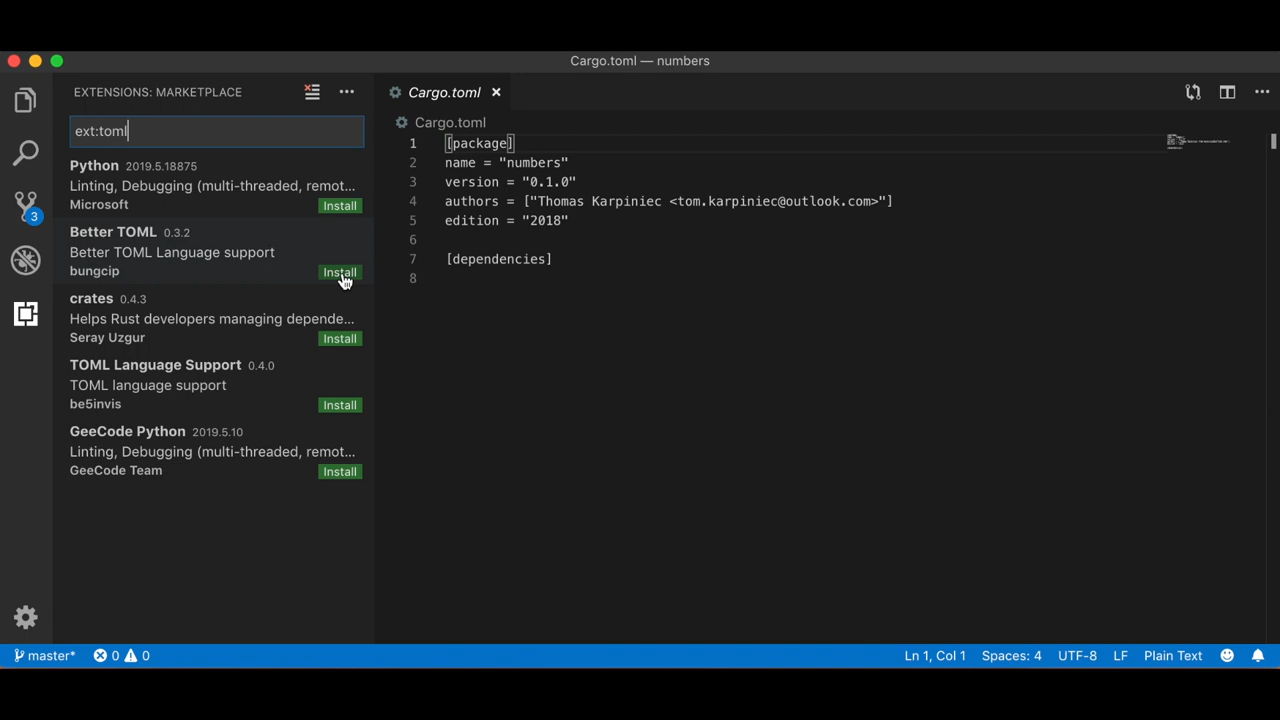 Cargo.toml — numbers
EXTENSIONS: MARKETPLACE
ext:toml
Python 2019.5.18875
Linting, Debugging (multi-threaded, remot...
Microsoft
Install
Better TOML 0.3.2
Better TOML Language support
bungcip
Install
crates 0.4.3
Helps Rust developers managing depende...
Seray Uzgur
Install
TOML Language Support 0.4.0
TOML language support
be5invis
Install
GeeCode Python 2019.5.10
Linting, Debugging (multi-threaded, remot...
GeeCode Team
Install
3
Cargo.toml
Cargo.toml
1 [package]
2 name = "numbers"
3 version = "0.1.0"
4 authors = ["Thomas Karpiniec <tom.karpiniec@outlook.com>"]
5 edition = "2018"
6
7 [dependencies]
8
master* 0 0
Ln 1, Col 1 Spaces: 4 UTF-8 LF Plain Text